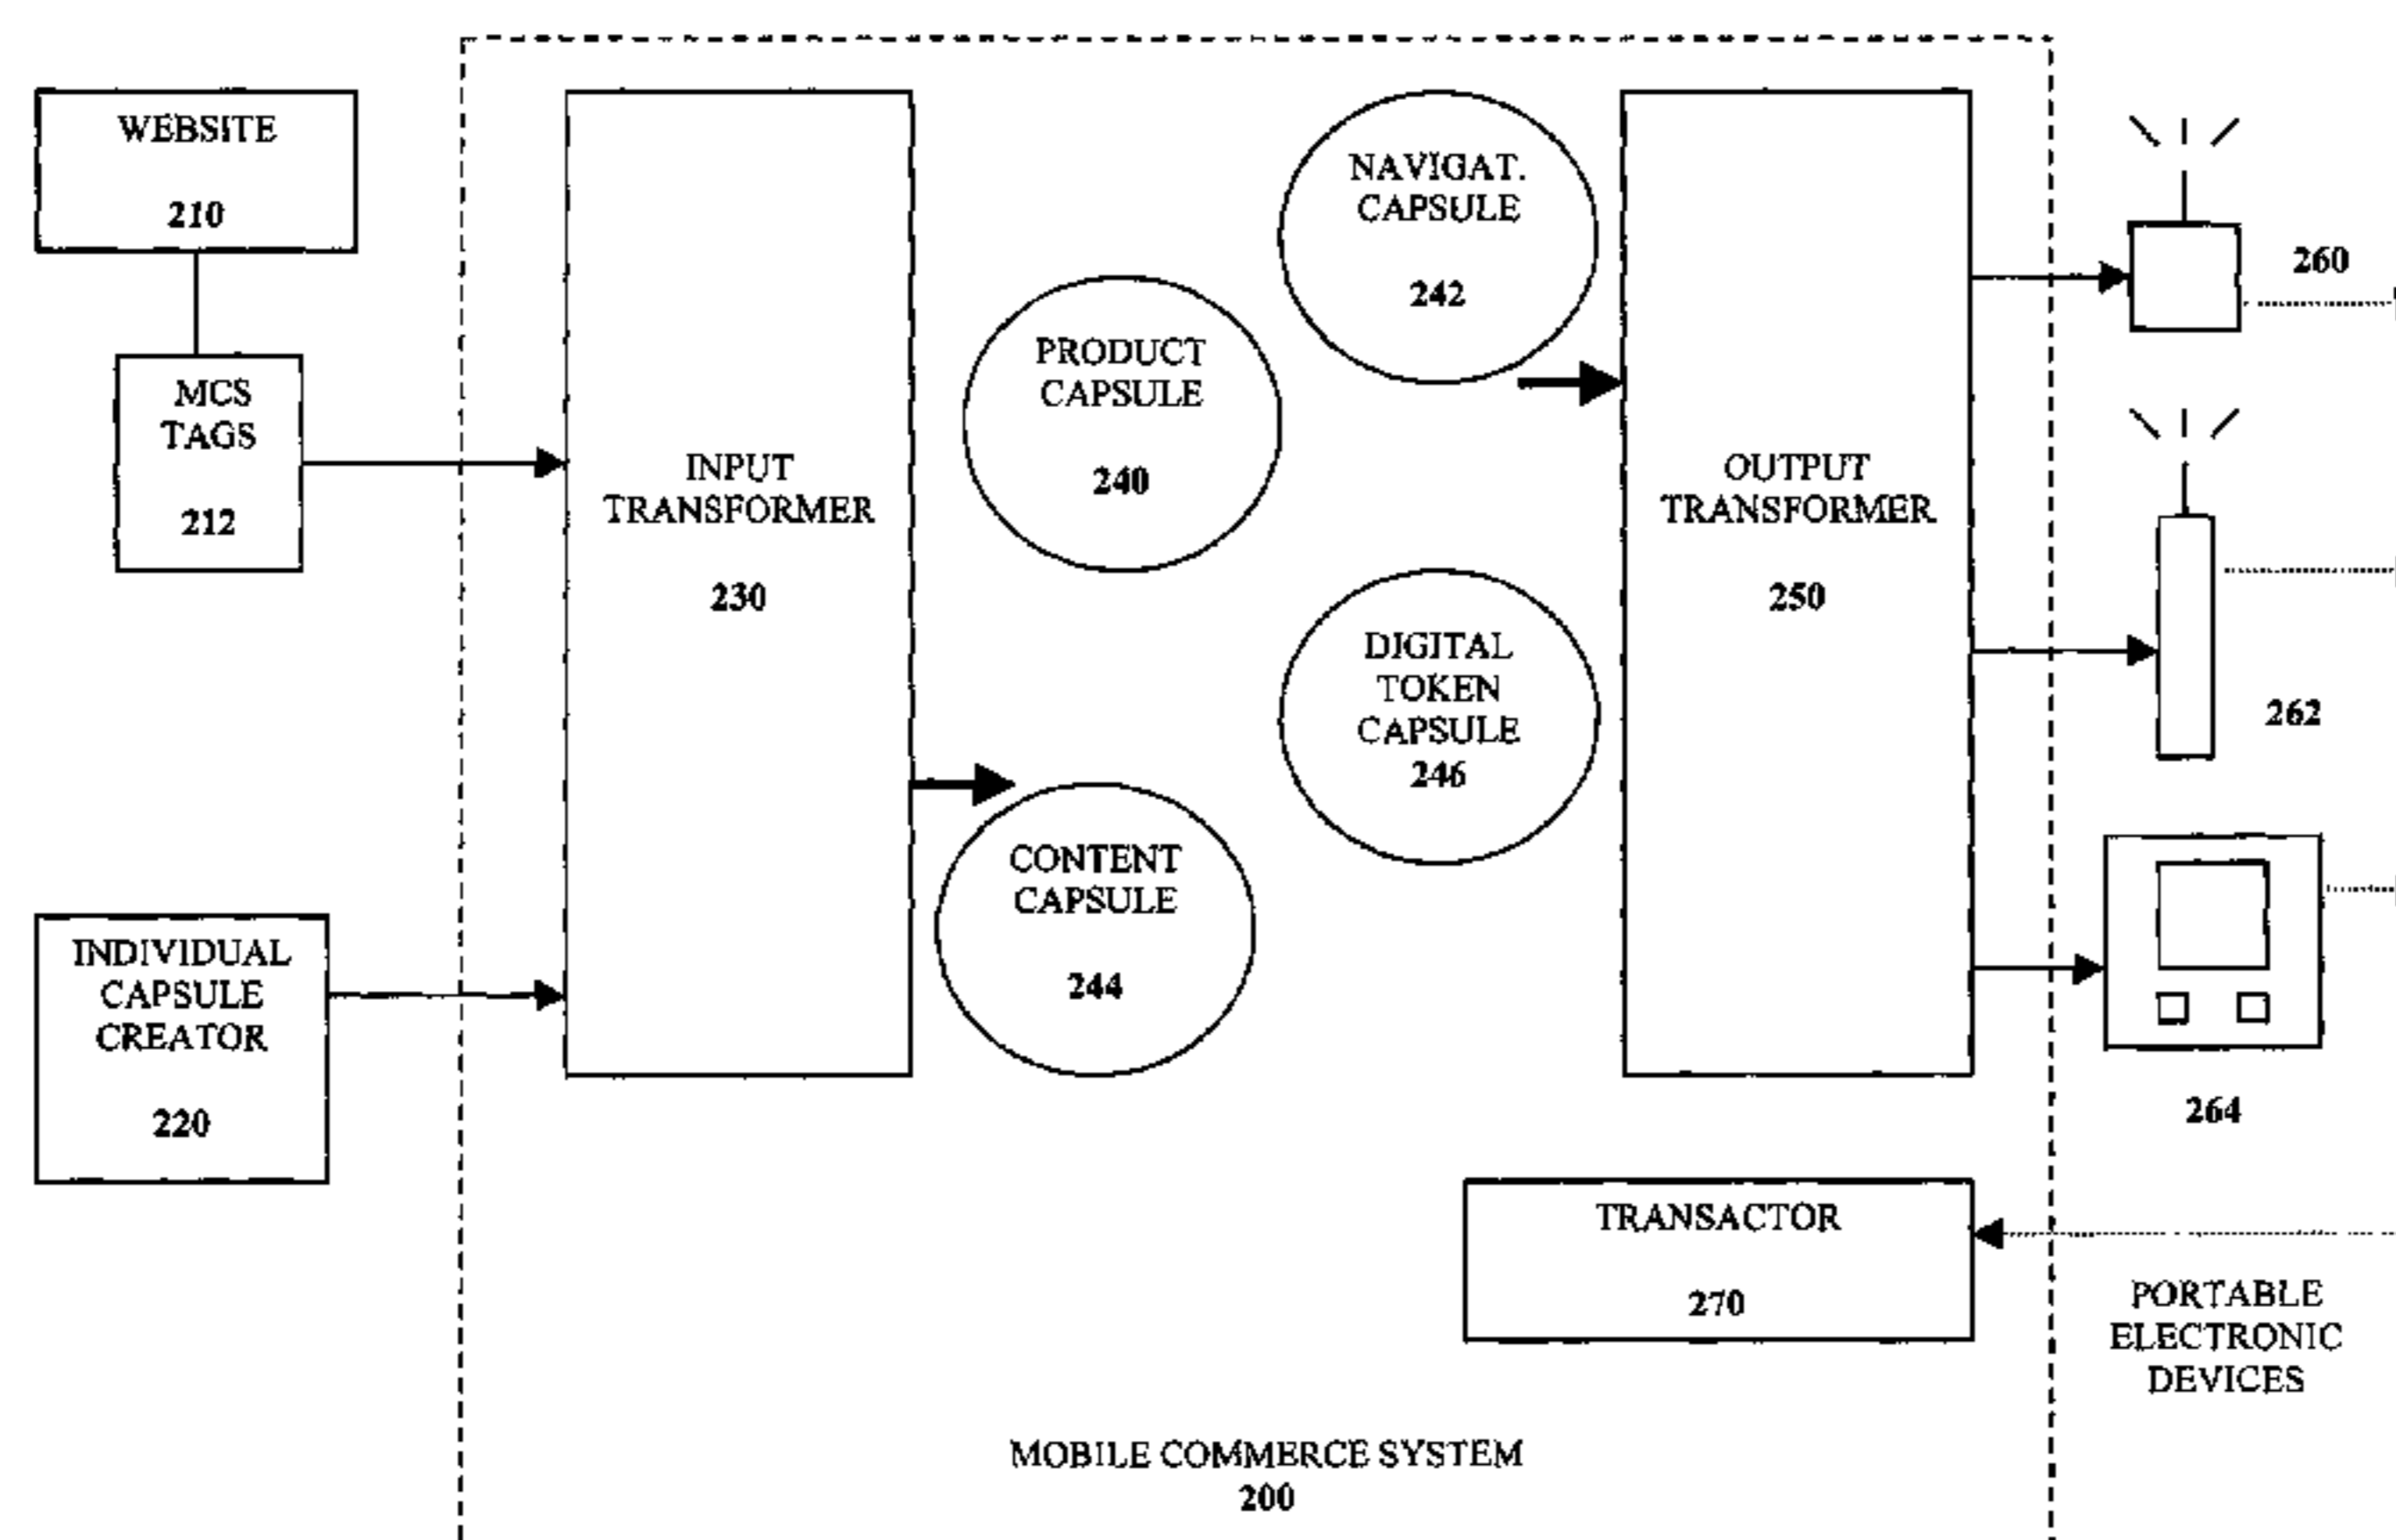 WEBSITE
210
MCS
TAGS
212
INDIVIDUAL
CAPSULE
CREATOR
220
INPUT
TRANSFORMER
230
PRODUCT
CAPSULE
240
NAVIGAT.
CAPSULE
242
CONTENT
CAPSULE
244
DIGITAL
TOKEN
CAPSULE
246
OUTPUT
TRANSFORMER
250
260
262
264
TRANSACTOR
270
PORTABLE
ELECTRONIC
DEVICES
MOBILE COMMERCE SYSTEM
200